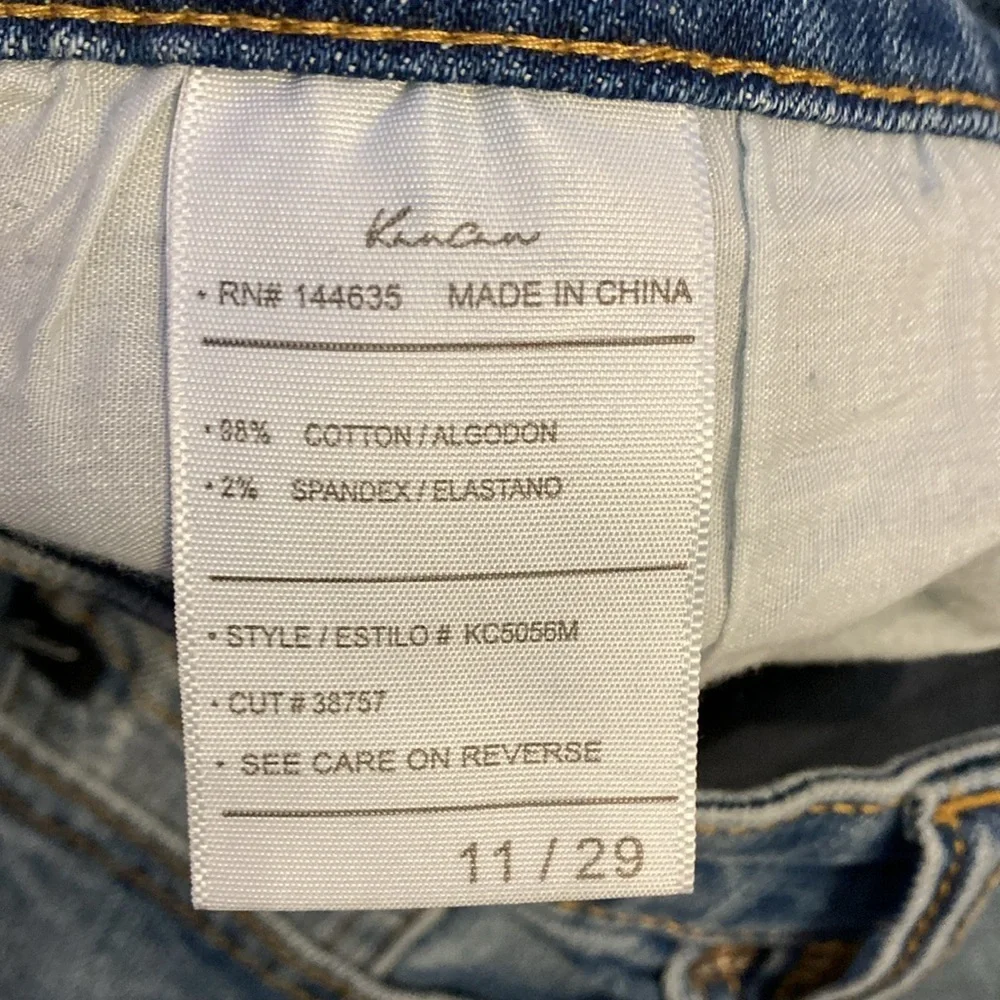 KanCan
• RN# 144635 MADE IN CHINA
• 98% COTTON / ALGODON
• 2% SPANDEX / ELASTANO
• STYLE / ESTILO # KC5056M
• CUT # 38757
• SEE CARE ON REVERSE
11 / 29